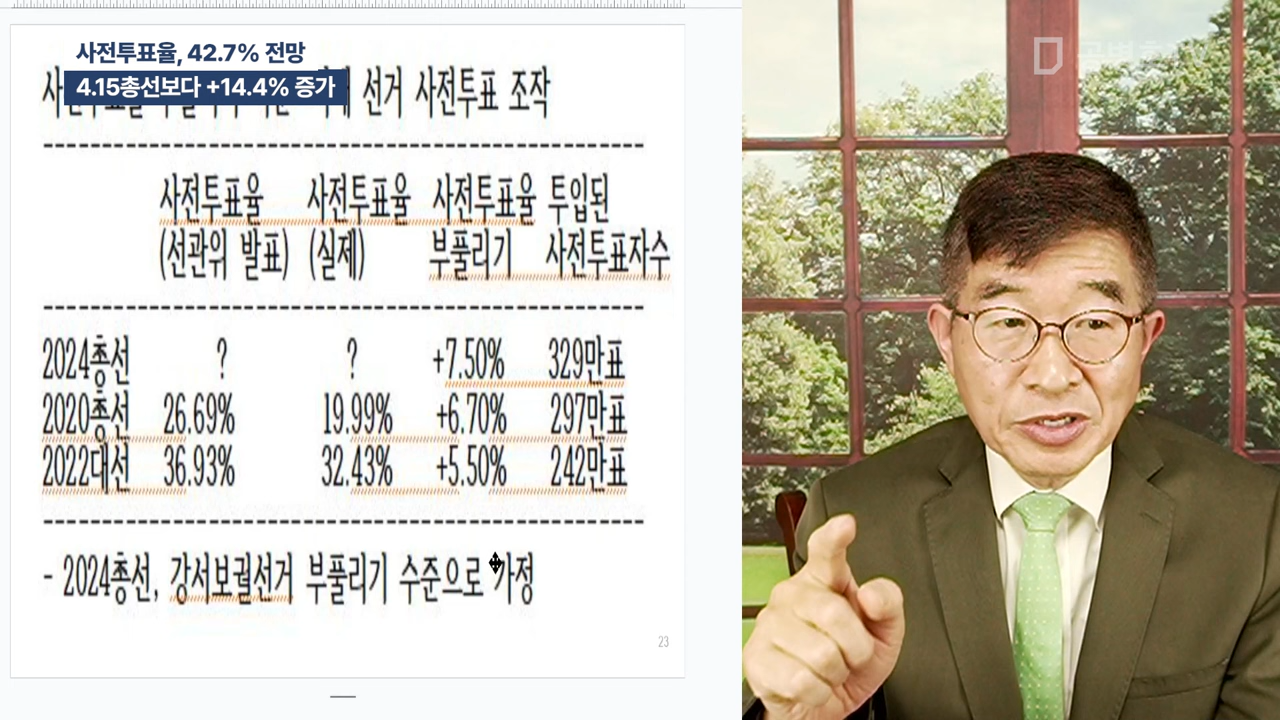 사전투표율, 42.7% 전망
4.15총선보다 +14.4% 증가
선거 사전투표 조작
사전투표율 사전투표율 사전투표율 투입된
(선관위 발표) (실제) 부풀리기 사전투표자수
2024총선 ? ? +7.50% 329만표
2020총선 26.69% 19.99% +6.70% 297만표
2022대선 36.93% 32.43% +5.50% 242만표
- 2024총선, 강서보궐선거 부풀리기 수준으로 가정
23